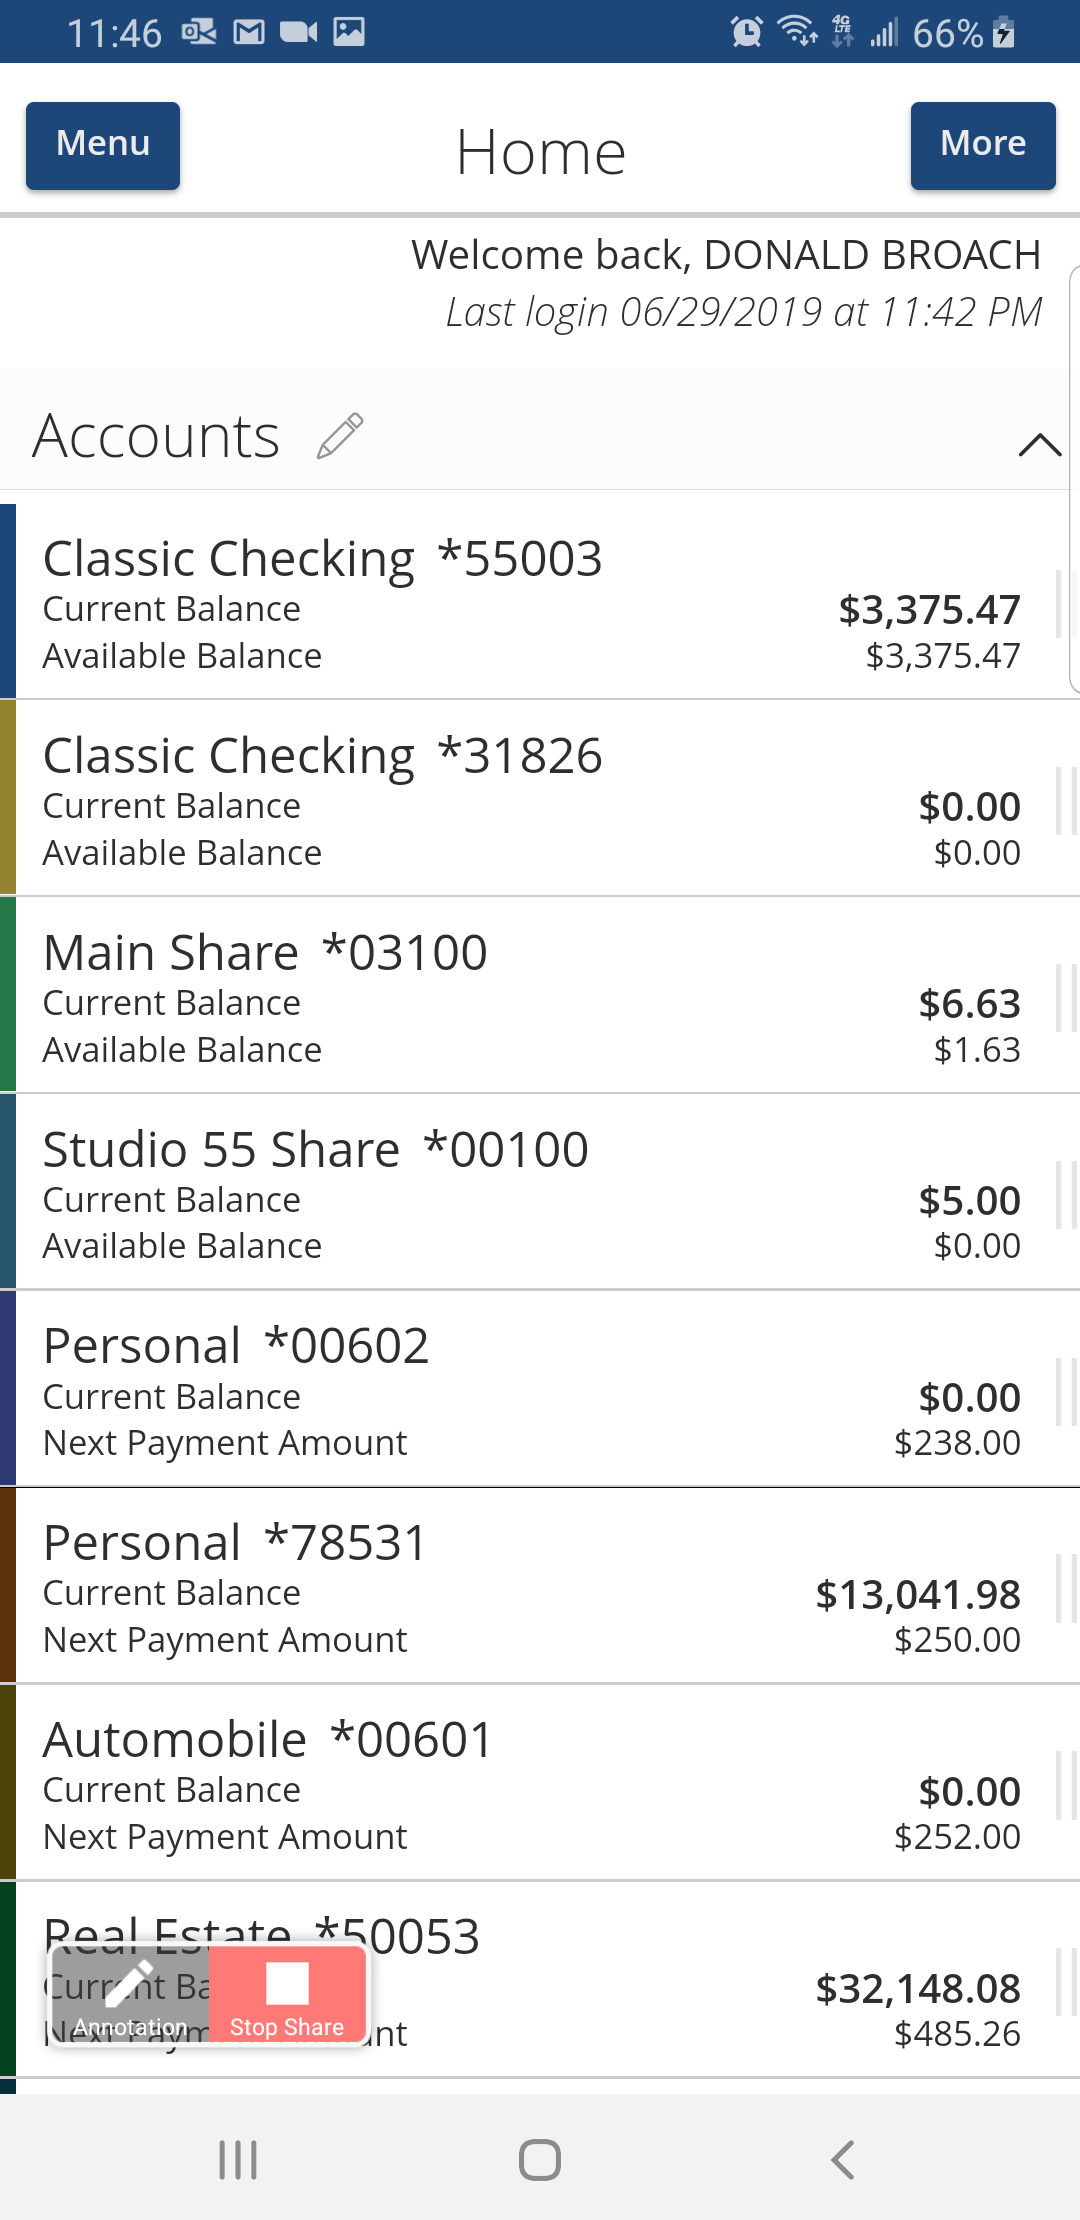 11:46 4G LTE 66%
Menu Home More
Welcome back, DONALD BROACH
Last login 06/29/2019 at 11:42 PM
Accounts
Classic Checking *55003
Current Balance $3,375.47
Available Balance $3,375.47
Classic Checking *31826
Current Balance $0.00
Available Balance $0.00
Main Share *03100
Current Balance $6.63
Available Balance $1.63
Studio 55 Share *00100
Current Balance $5.00
Available Balance $0.00
Personal *00602
Current Balance $0.00
Next Payment Amount $238.00
Personal *78531
Current Balance $13,041.98
Next Payment Amount $250.00
Automobile *00601
Current Balance $0.00
Next Payment Amount $252.00
Real Estate *50053
Current Ba $32,148.08
Next Paym nt $485.26
Annotation Stop Share